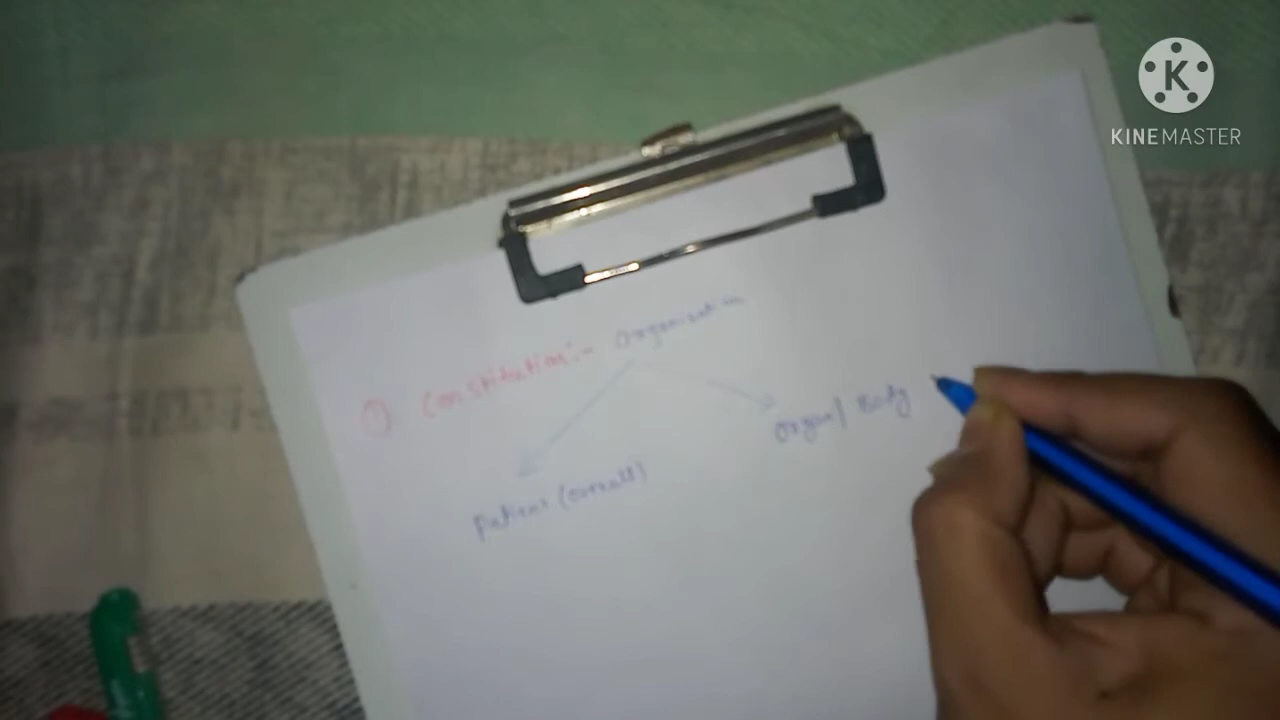 K
KINEMASTER
① Constitution:- Organization
Organ/ Body
Patient (overall)